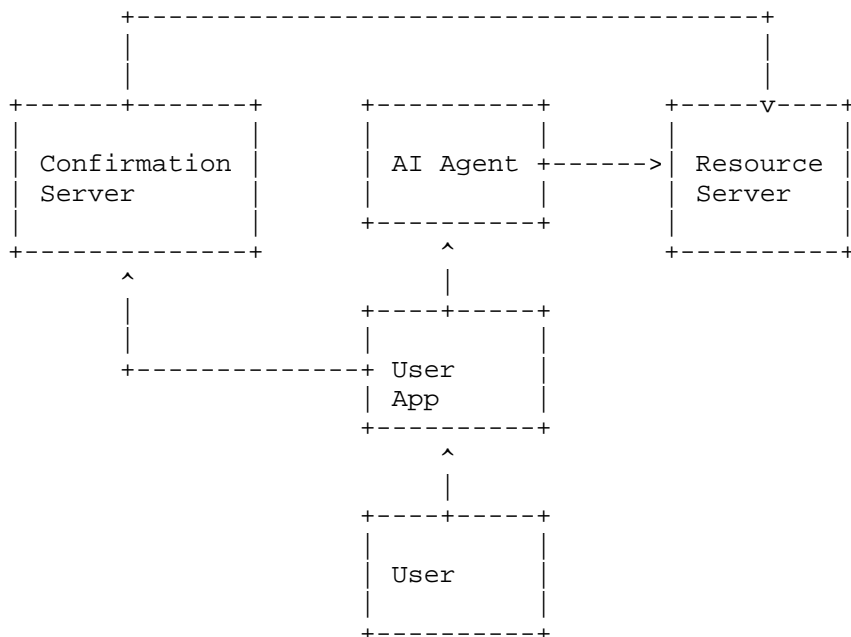 Confirmation
Server
AI Agent
Resource
Server
User
App
User